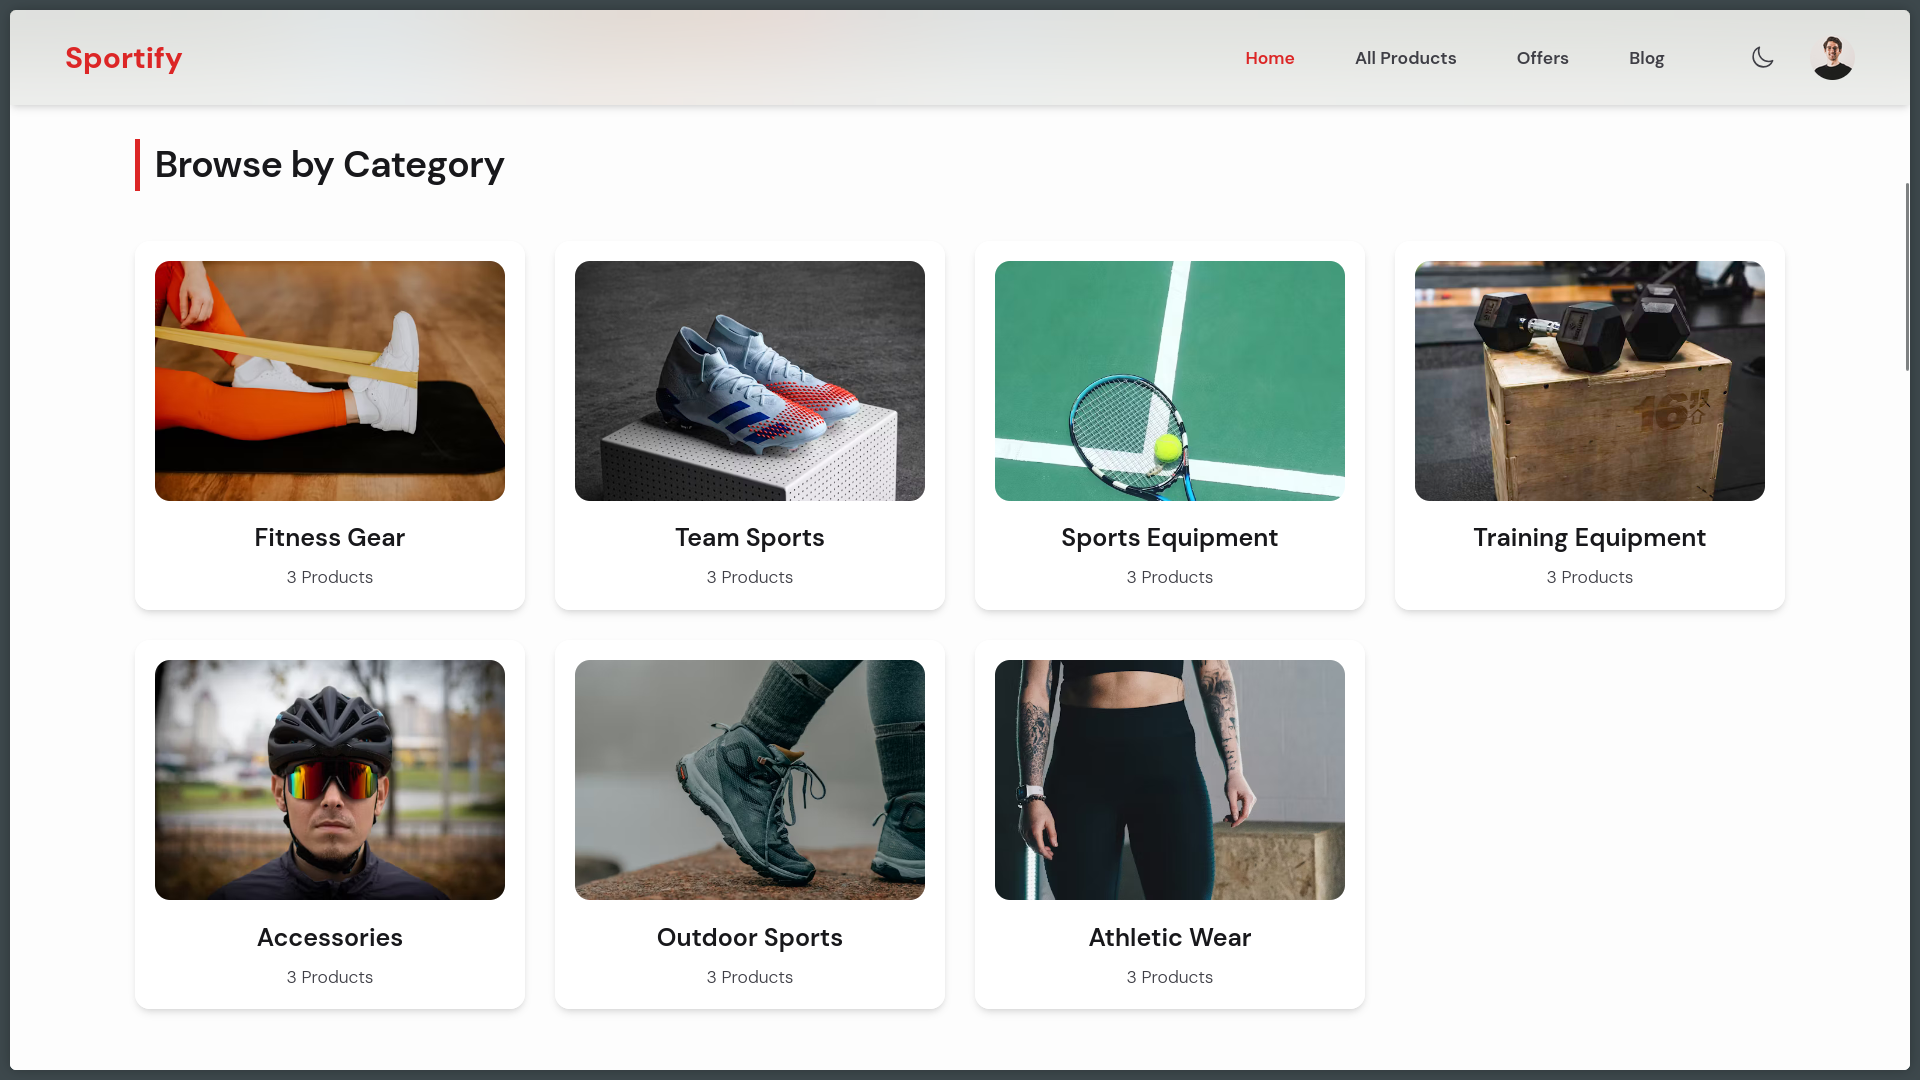 Sportify
Home
All Products
Offers
Blog
Browse by Category
Fitness Gear
3 Products
Team Sports
3 Products
Sports Equipment
3 Products
Training Equipment
3 Products
Accessories
3 Products
Outdoor Sports
3 Products
Athletic Wear
3 Products